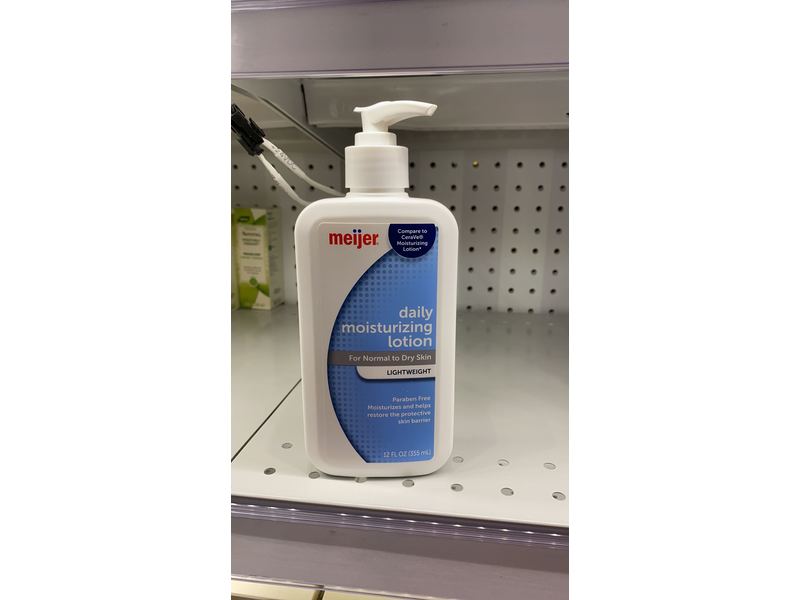 meijer
Compare to
CeraVe®
Moisturizing
Lotion*
daily
moisturizing
lotion
For Normal to Dry Skin
LIGHTWEIGHT
Paraben Free
Moisturizes and helps
restore the protective
skin barrier
12 FL OZ (355 mL)